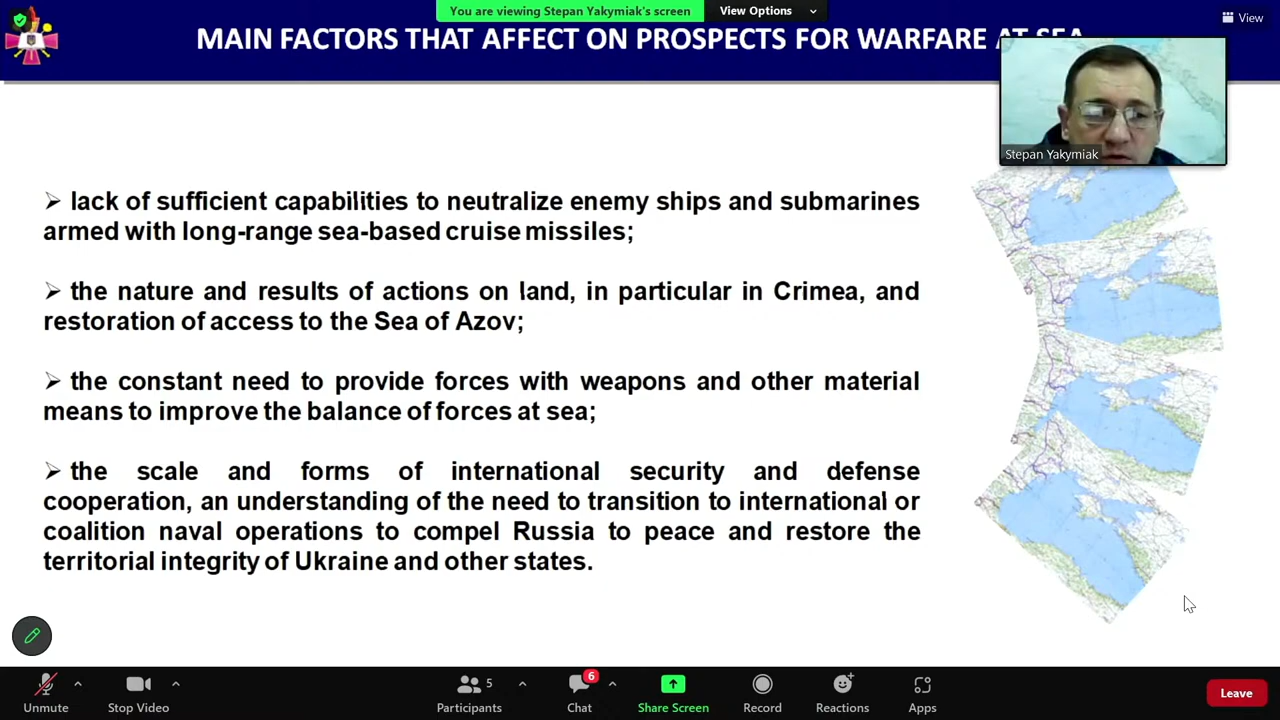 You are viewing Stepan Yakymiak's screen
View Options
View
MAIN FACTORS THAT AFFECT ON PROSPECTS FOR WARFARE AT SEA
Stepan Yakymiak
lack of sufficient capabilities to neutralize enemy ships and submarines
armed with long-range sea-based cruise missiles;
the nature and results of actions on land, in particular in Crimea, and
restoration of access to the Sea of Azov;
the constant need to provide forces with weapons and other material
means to improve the balance of forces at sea;
the scale and forms of international security and defense
cooperation, an understanding of the need to transition to international or
coalition naval operations to compel Russia to peace and restore the
territorial integrity of Ukraine and other states.
Unmute
Stop Video
5
Participants
6
Chat
Share Screen
Record
Reactions
Apps
Leave